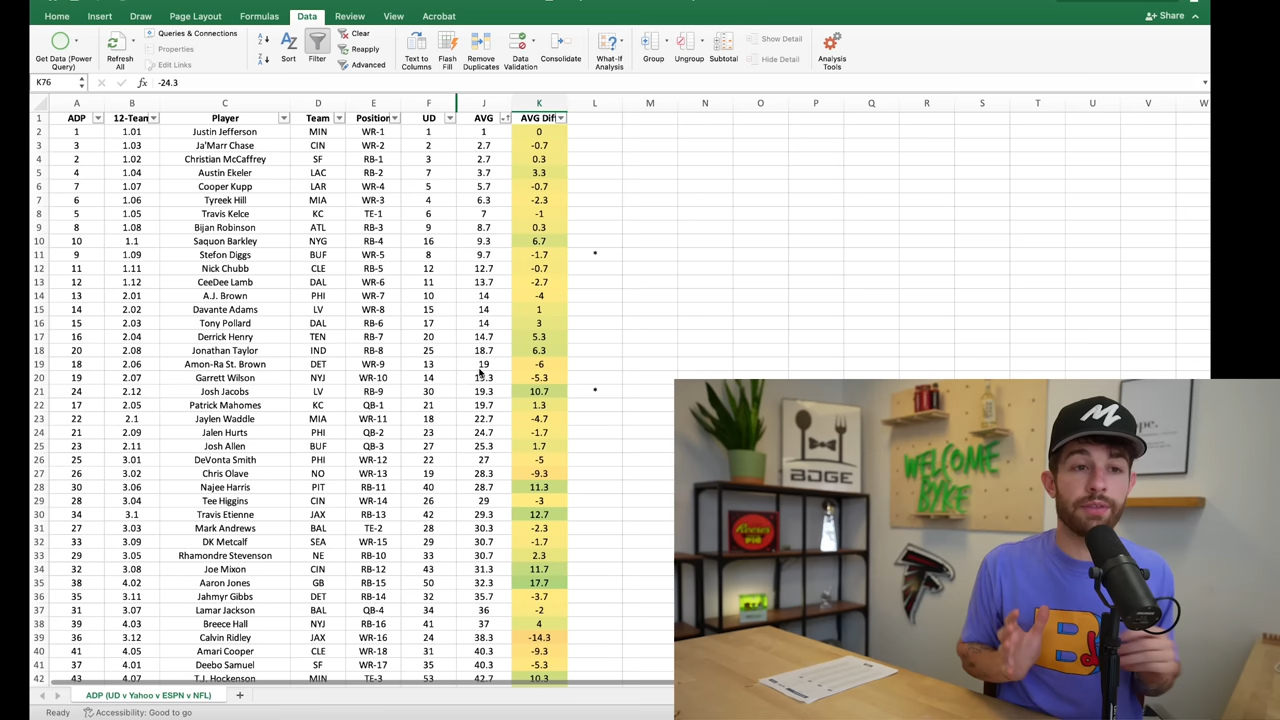 Home Insert Draw Page Layout Formulas Data Review View Acrobat Share
Get Data (Power Query) Refresh All Queries & Connections Properties Edit Links Sort Filter Clear Reapply Advanced Text to Columns Flash Fill Remove Duplicates Data Validation Consolidate What-If Analysis Group Ungroup Subtotal Show Detail Hide Detail Analysis Tools
K76 fx -24.3
A B C D E F J K L M N O P Q R S T U V W
1 ADP 12-Team Player Team Position UD AVG AVG Dif
2 1 1.01 Justin Jefferson MIN WR-1 1 1 0
3 3 1.03 Ja'Marr Chase CIN WR-2 2 2.7 -0.7
4 2 1.02 Christian McCaffrey SF RB-1 3 2.7 0.3
5 4 1.04 Austin Ekeler LAC RB-2 7 3.7 3.3
6 7 1.07 Cooper Kupp LAR WR-4 5 5.7 -0.7
7 6 1.06 Tyreek Hill MIA WR-3 4 6.3 -2.3
8 5 1.05 Travis Kelce KC TE-1 6 7 -1
9 8 1.08 Bijan Robinson ATL RB-3 9 8.7 0.3
10 10 1.1 Saquon Barkley NYG RB-4 16 9.3 6.7
11 9 1.09 Stefon Diggs BUF WR-5 8 9.7 -1.7 *
12 11 1.11 Nick Chubb CLE RB-5 12 12.7 -0.7
13 12 1.12 CeeDee Lamb DAL WR-6 11 13.7 -2.7
14 13 2.01 A.J. Brown PHI WR-7 10 14 -4
15 14 2.02 Davante Adams LV WR-8 15 14 1
16 15 2.03 Tony Pollard DAL RB-6 17 14 3
17 16 2.04 Derrick Henry TEN RB-7 20 14.7 5.3
18 20 2.08 Jonathan Taylor IND RB-8 25 18.7 6.3
19 18 2.06 Amon-Ra St. Brown DET WR-9 13 19 -6
20 19 2.07 Garrett Wilson NYJ WR-10 14 19.3 -5.3
21 24 2.12 Josh Jacobs LV RB-9 30 19.3 10.7 *
22 17 2.05 Patrick Mahomes KC QB-1 21 19.7 1.3
23 22 2.1 Jaylen Waddle MIA WR-11 18 22.7 -4.7
24 21 2.09 Jalen Hurts PHI QB-2 23 24.7 -1.7
25 23 2.11 Josh Allen BUF QB-3 27 25.3 1.7
26 25 3.01 DeVonta Smith PHI WR-12 22 27 -5
27 26 3.02 Chris Olave NO WR-13 19 28.3 -9.3
28 30 3.06 Najee Harris PIT RB-11 40 28.7 11.3
29 28 3.04 Tee Higgins CIN WR-14 26 29 -3
30 34 3.1 Travis Etienne JAX RB-13 42 29.3 12.7
31 27 3.03 Mark Andrews BAL TE-2 28 30.3 -2.3
32 33 3.09 DK Metcalf SEA WR-15 29 30.7 -1.7
33 29 3.05 Rhamondre Stevenson NE RB-10 33 30.7 2.3
34 32 3.08 Joe Mixon CIN RB-12 43 31.3 11.7
35 38 4.02 Aaron Jones GB RB-15 50 32.3 17.7
36 35 3.11 Jahmyr Gibbs DET RB-14 32 35.7 -3.7
37 31 3.07 Lamar Jackson BAL QB-4 34 36 -2
38 39 4.03 Breece Hall NYJ RB-16 41 37 4
39 36 3.12 Calvin Ridley JAX WR-16 24 38.3 -14.3
40 41 4.05 Amari Cooper CLE WR-18 31 40.3 -9.3
41 37 4.01 Deebo Samuel SF WR-17 35 40.3 -5.3
42 43 4.07 T.J. Hockenson MIN TE-3 53 42.7 10.3
ADP (UD v Yahoo v ESPN v NFL) +
Ready Accessibility: Good to go
BDGE
WELCOME
BYKE
REESE'S
M
B